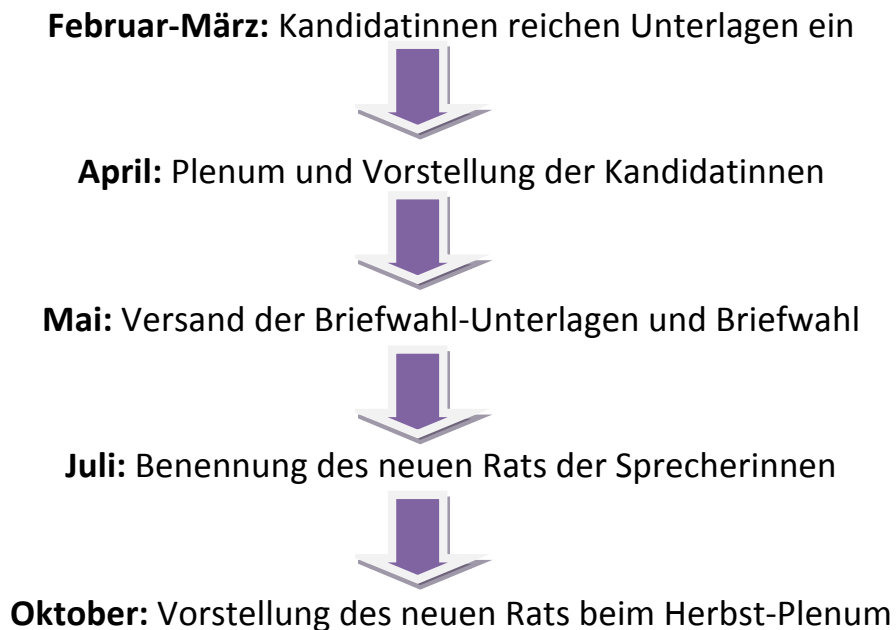 Februar-März: Kandidatinnen reichen Unterlagen ein
April: Plenum und Vorstellung der Kandidatinnen
Mai: Versand der Briefwahl-Unterlagen und Briefwahl
Juli: Benennung des neuen Rats der Sprecherinnen
Oktober: Vorstellung des neuen Rats beim Herbst-Plenum